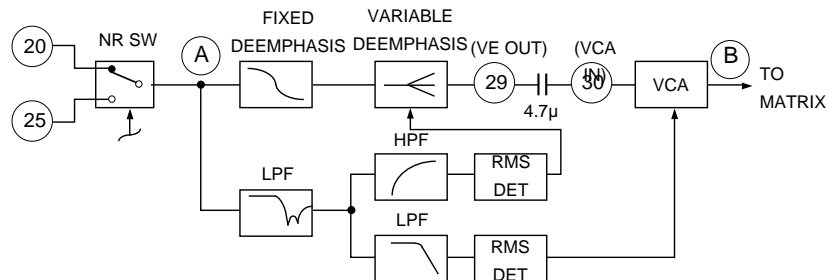 FIXED
DEEMPHASIS
VARIABLE
DEEMPHASIS
(VE OUT)
(VCA
IN)
20
NR SW
A
29
30
VCA
B
TO
MATRIX
25
4.7μ
HPF
LPF
RMS
DET
LPF
RMS
DET